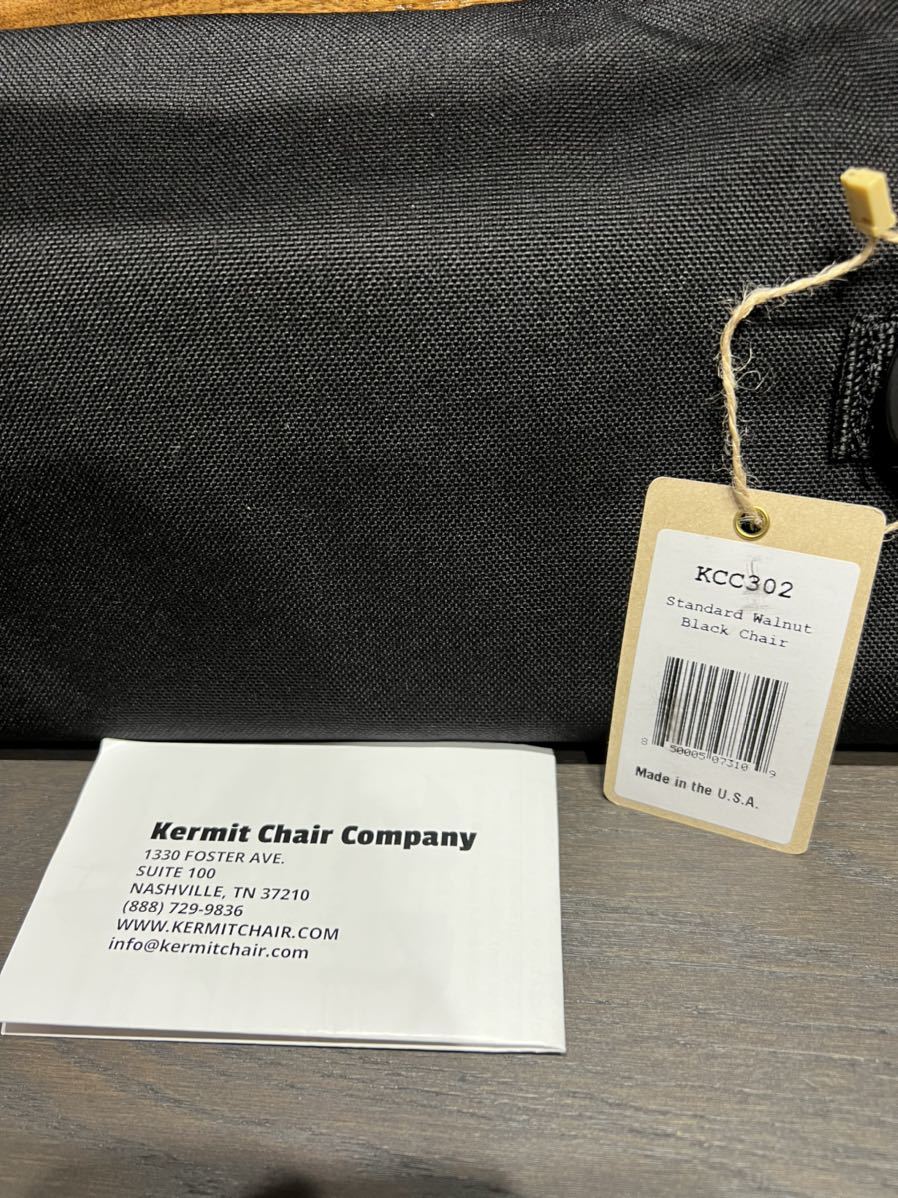 KCC302
Standard Walnut
Black Chair
8 50005 07310 9
Made in the U.S.A.
Kermit Chair Company
1330 FOSTER AVE.
SUITE 100
NASHVILLE, TN 37210
(888) 729-9836
WWW.KERMITCHAIR.COM
info@kermitchair.com